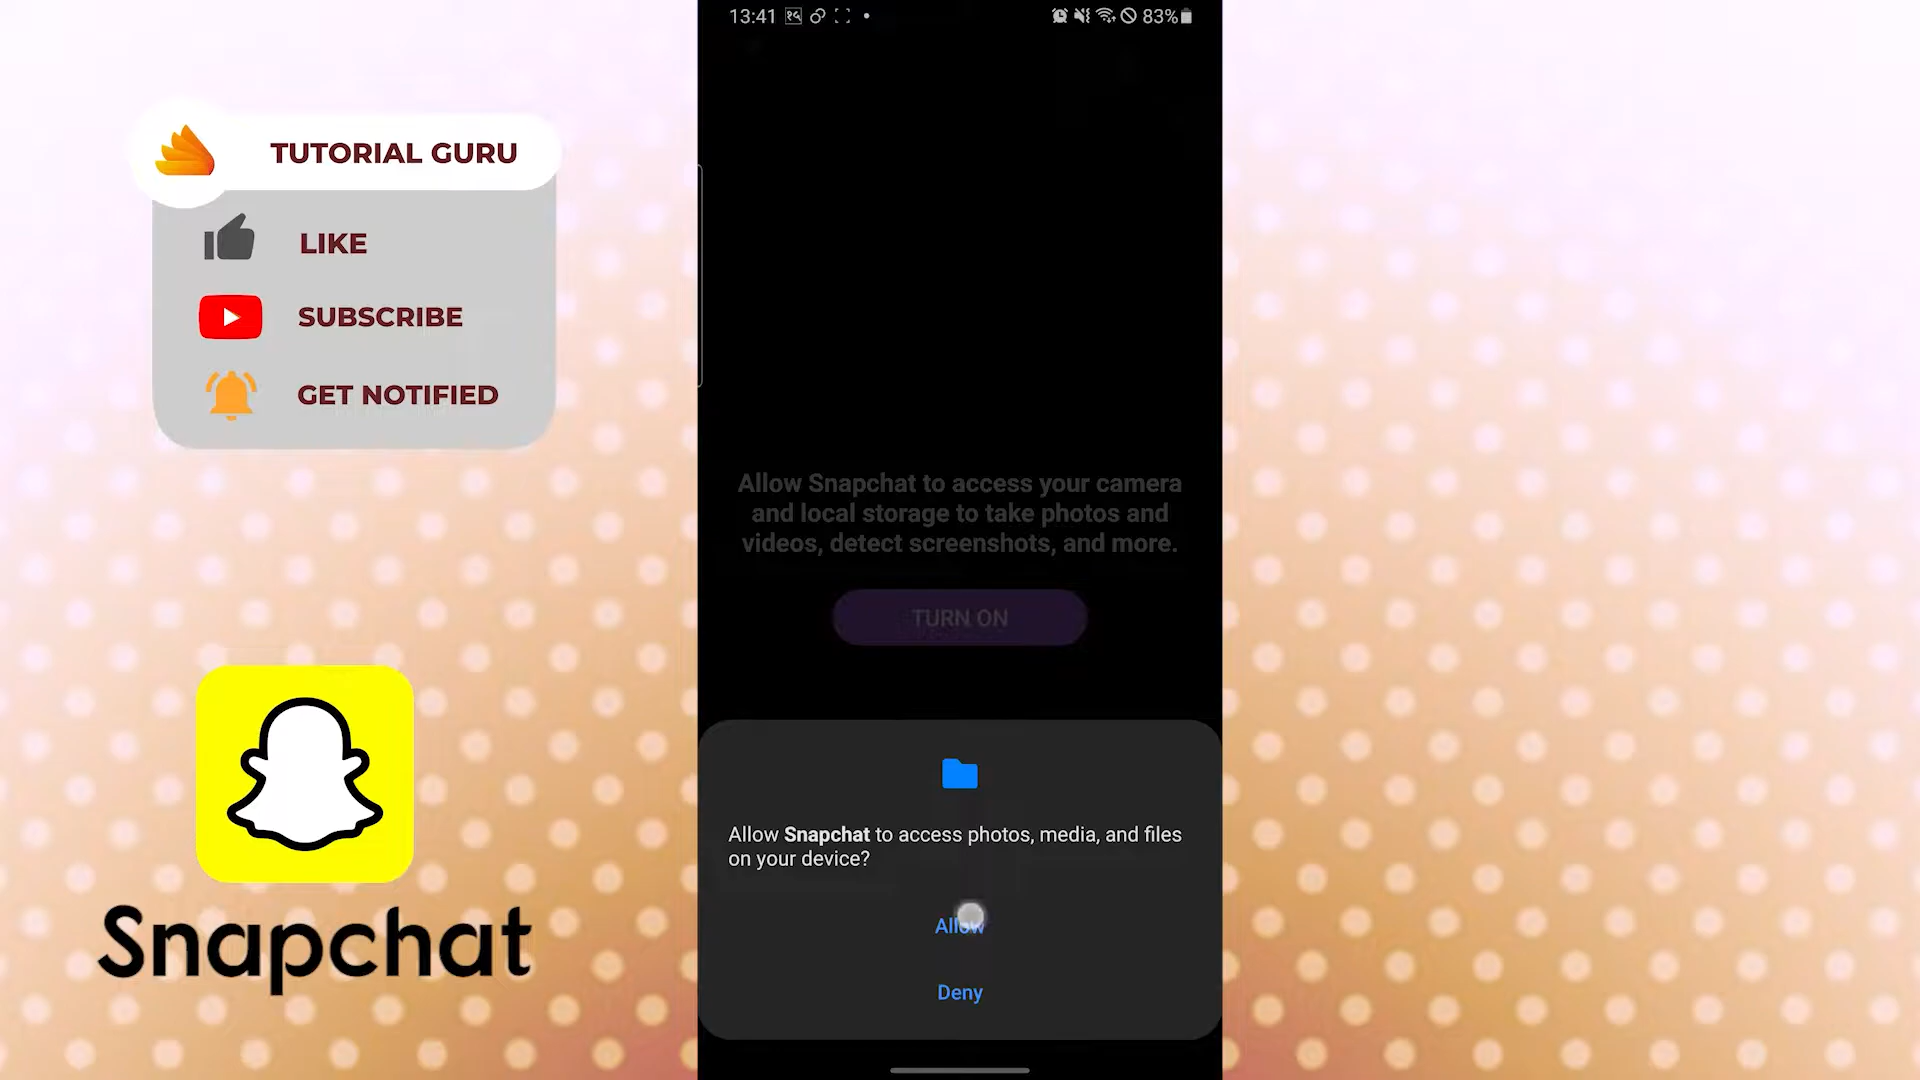 13:41
83%
TUTORIAL GURU
LIKE
SUBSCRIBE
GET NOTIFIED
Allow Snapchat to access your camera
and local storage to take photos and
videos, detect screenshots, and more.
TURN ON
Allow Snapchat to access photos, media, and files
on your device?
Allow
Deny
Snapchat